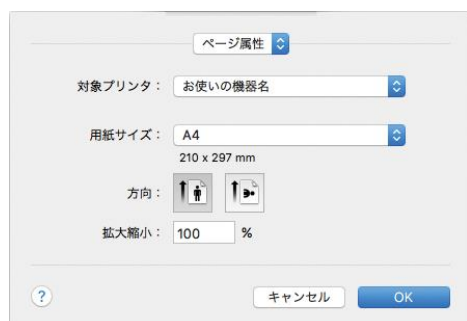 ページ属性
対象プリンタ： お使いの機器名
用紙サイズ： A4
210 x 297 mm
方向：
拡大縮小： 100 %
? キャンセル OK